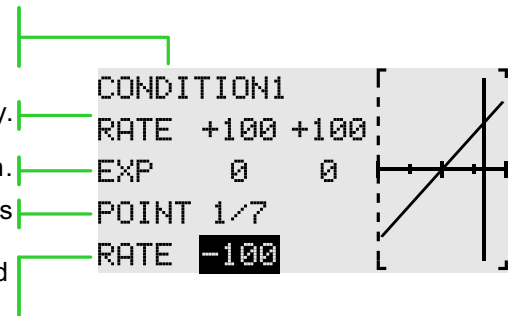 CONDITION1
y.
RATE +100 +100
n.
EXP 0 0
s
POINT 1/7
d
RATE -100